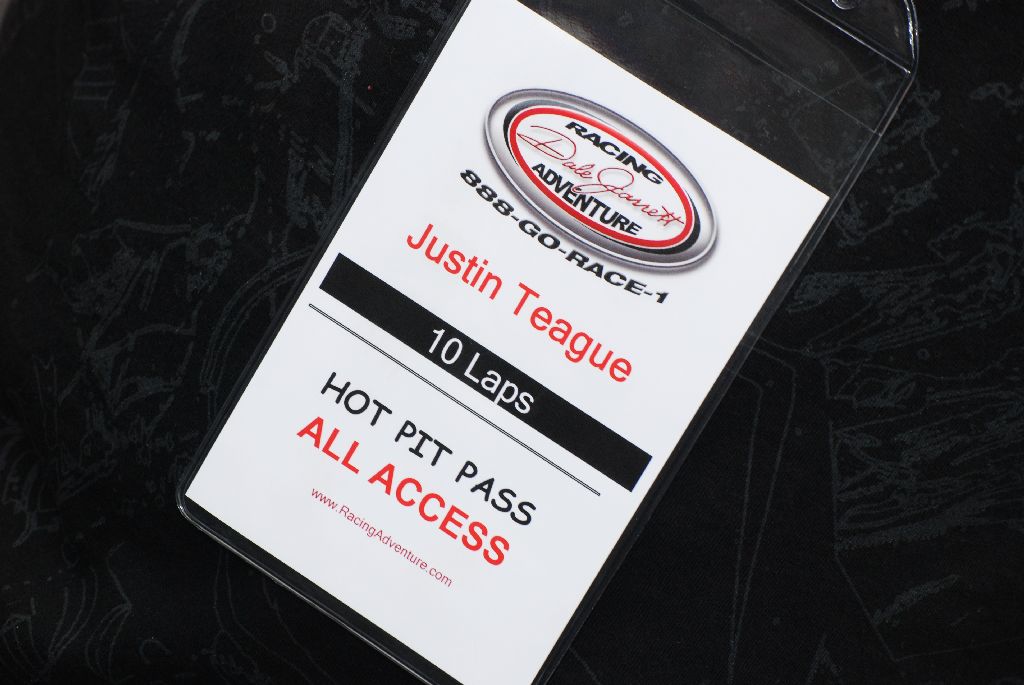 RACING
Dale Jarrett
ADVENTURE
888-GO-RACE-1
Justin Teague
10 Laps
HOT PIT PASS
ALL ACCESS
www.RacingAdventure.com